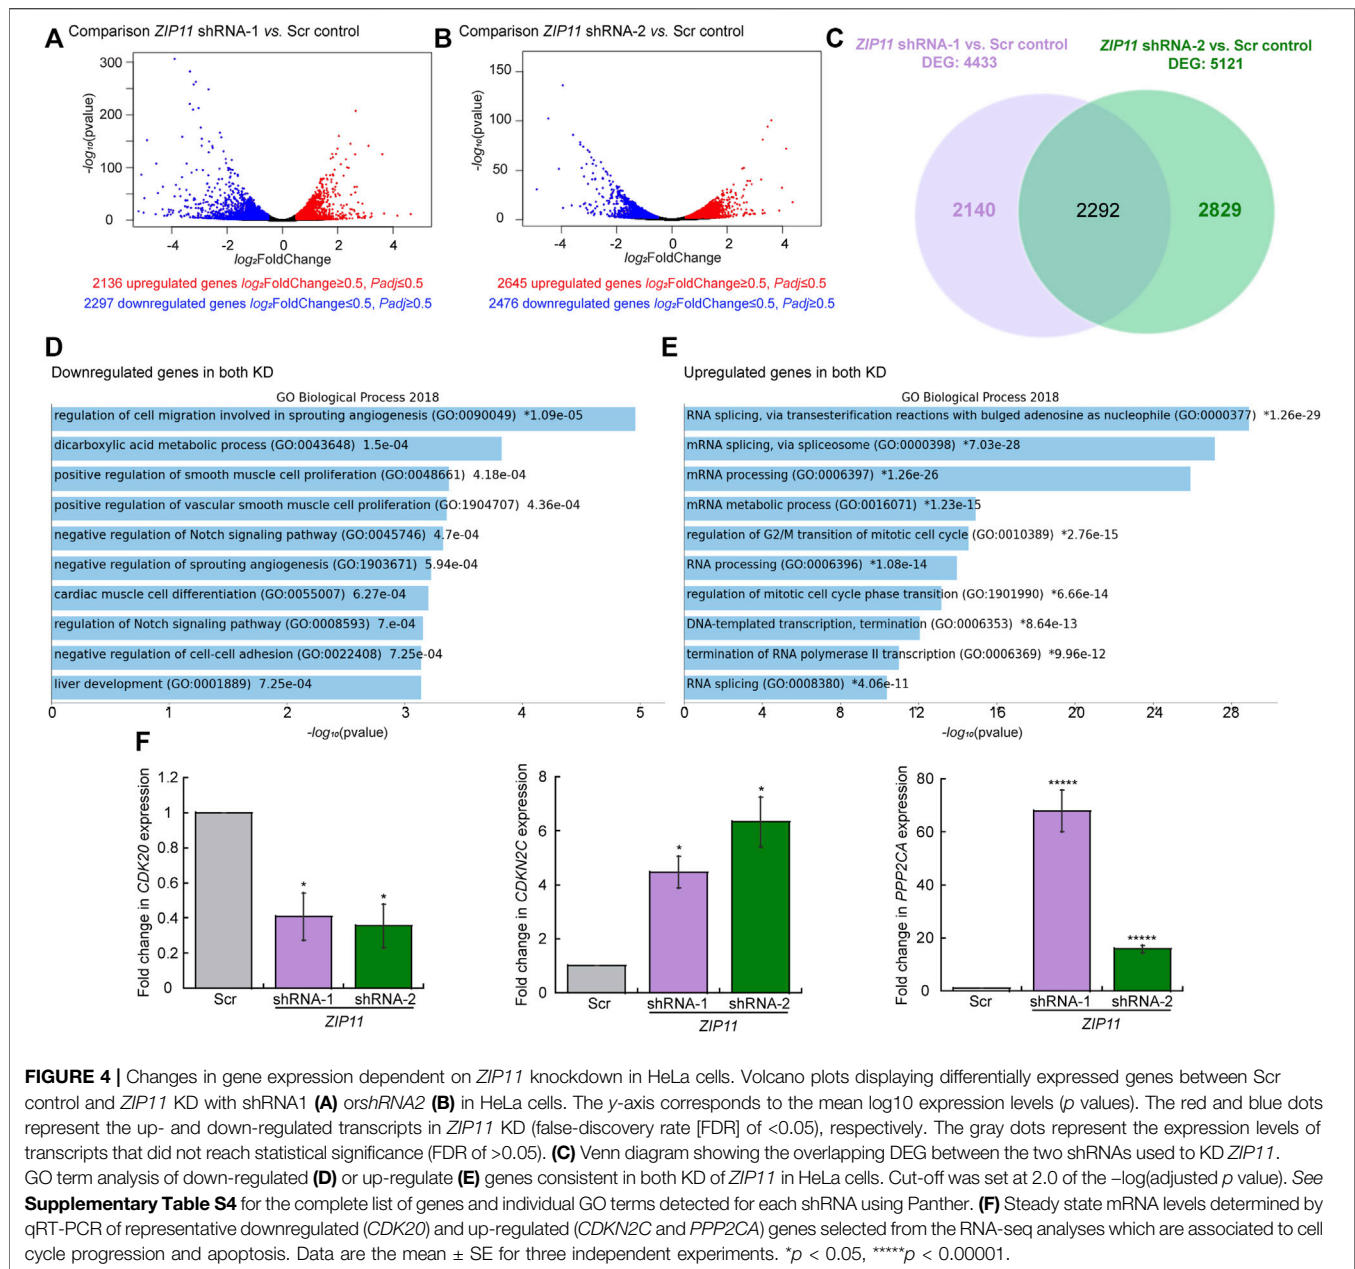 A Comparison ZIP11 shRNA-1 vs. Scr control
300
200
100
0
-log₁₀(pvalue)
-4 -2 0 2 4
log₂FoldChange
2136 upregulated genes log₂FoldChange≥0.5, Padj≤0.5
2297 downregulated genes log₂FoldChange≤0.5, Padj≥0.5
B Comparison ZIP11 shRNA-2 vs. Scr control
150
100
50
0
-log₁₀(pvalue)
-4 -2 0 2 4
log₂FoldChange
2645 upregulated genes log₂FoldChange≥0.5, Padj≤0.5
2476 downregulated genes log₂FoldChange≤0.5, Padj≥0.5
C
ZIP11 shRNA-1 vs. Scr control
DEG: 4433
ZIP11 shRNA-2 vs. Scr control
DEG: 5121
2140 2292 2829
D
Downregulated genes in both KD
GO Biological Process 2018
regulation of cell migration involved in sprouting angiogenesis (GO:0090049) *1.09e-05
dicarboxylic acid metabolic process (GO:0043648) 1.5e-04
positive regulation of smooth muscle cell proliferation (GO:0048661) 4.18e-04
positive regulation of vascular smooth muscle cell proliferation (GO:1904707) 4.36e-04
negative regulation of Notch signaling pathway (GO:0045746) 4.7e-04
negative regulation of sprouting angiogenesis (GO:1903671) 5.94e-04
cardiac muscle cell differentiation (GO:0055007) 6.27e-04
regulation of Notch signaling pathway (GO:0008593) 7.e-04
negative regulation of cell-cell adhesion (GO:0022408) 7.25e-04
liver development (GO:0001889) 7.25e-04
0 1 2 3 4 5
-log₁₀(pvalue)
E
Upregulated genes in both KD
GO Biological Process 2018
RNA splicing, via transesterification reactions with bulged adenosine as nucleophile (GO:0000377) *1.26e-29
mRNA splicing, via spliceosome (GO:0000398) *7.03e-28
mRNA processing (GO:0006397) *1.26e-26
mRNA metabolic process (GO:0016071) *1.23e-15
regulation of G2/M transition of mitotic cell cycle (GO:0010389) *2.76e-15
RNA processing (GO:0006396) *1.08e-14
regulation of mitotic cell cycle phase transition (GO:1901990) *6.66e-14
DNA-templated transcription, termination (GO:0006353) *8.64e-13
termination of RNA polymerase II transcription (GO:0006369) *9.96e-12
RNA splicing (GO:0008380) *4.06e-11
0 4 8 12 16 20 24 28
-log₁₀(pvalue)
F
Fold change in CDK20 expression
1.2
1
0.8
0.6
0.4
0.2
0
* *
Scr shRNA-1 shRNA-2
ZIP11
Fold change in CDKN2C expression
8
6
4
2
0
* *
Scr shRNA-1 shRNA-2
ZIP11
Fold change in PPP2CA expression
80
60
40
20
0
***** *****
Scr shRNA-1 shRNA-2
ZIP11
FIGURE 4 | Changes in gene expression dependent on ZIP11 knockdown in HeLa cells. Volcano plots displaying differentially expressed genes between Scr
control and ZIP11 KD with shRNA1 (A) orshRNA2 (B) in HeLa cells. The y-axis corresponds to the mean log10 expression levels (p values). The red and blue dots
represent the up- and down-regulated transcripts in ZIP11 KD (false-discovery rate [FDR] of <0.05), respectively. The gray dots represent the expression levels of
transcripts that did not reach statistical significance (FDR of >0.05). (C) Venn diagram showing the overlapping DEG between the two shRNAs used to KD ZIP11.
GO term analysis of down-regulated (D) or up-regulate (E) genes consistent in both KD of ZIP11 in HeLa cells. Cut-off was set at 2.0 of the −log(adjusted p value). See
Supplementary Table S4 for the complete list of genes and individual GO terms detected for each shRNA using Panther. (F) Steady state mRNA levels determined by
qRT-PCR of representative downregulated (CDK20) and up-regulated (CDKN2C and PPP2CA) genes selected from the RNA-seq analyses which are associated to cell
cycle progression and apoptosis. Data are the mean ± SE for three independent experiments. *p < 0.05, *****p < 0.00001.